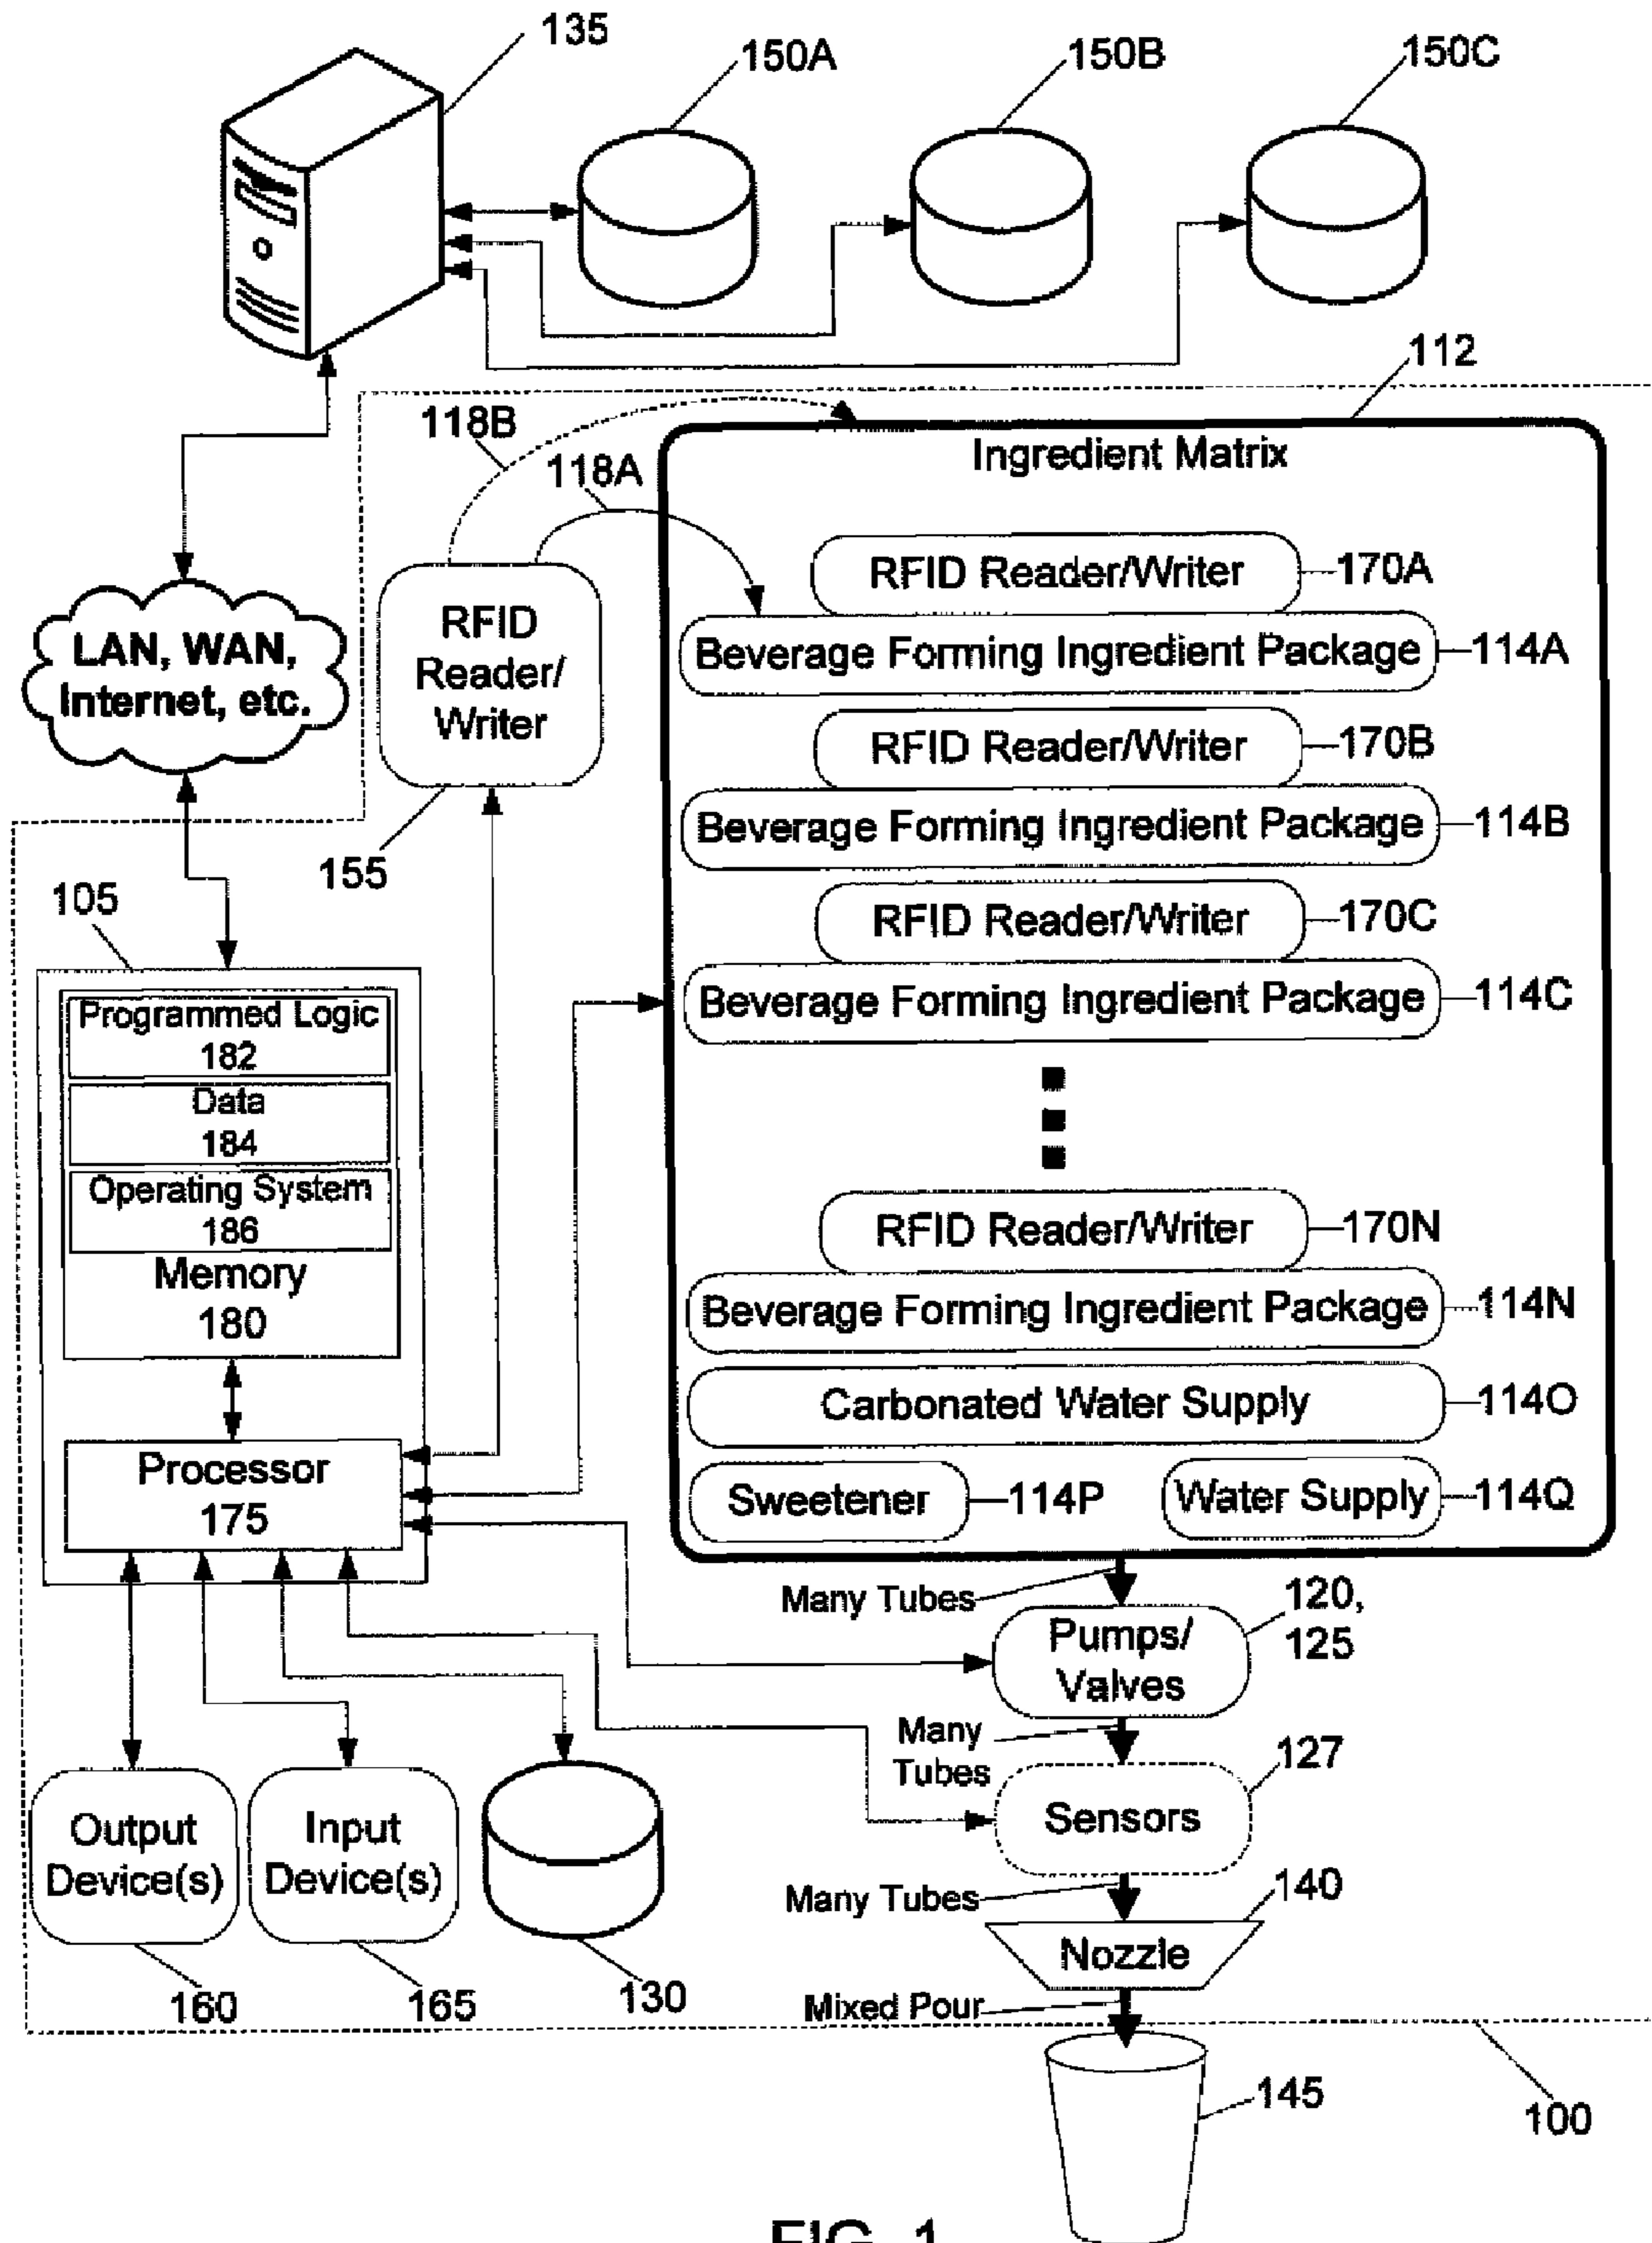 135
150A
150B
150C
112
118B
118A
Ingredient Matrix
RFID Reader/Writer
170A
Beverage Forming Ingredient Package
114A
RFID Reader/Writer
170B
Beverage Forming Ingredient Package
114B
RFID Reader/Writer
170C
Beverage Forming Ingredient Package
114C
RFID Reader/Writer
170N
Beverage Forming Ingredient Package
114N
Carbonated Water Supply
114O
Sweetener
114P
Water Supply
114Q
LAN, WAN,
Internet, etc.
RFID
Reader/
Writer
155
105
Programmed Logic
182
Data
184
Operating System
186
Memory
180
Processor
175
Many Tubes
Pumps/
Valves
120,
125
Many
Tubes
Sensors
127
Many Tubes
Nozzle
140
Mixed Pour
145
100
Output
Device(s)
160
Input
Device(s)
165
130
FIG. 1